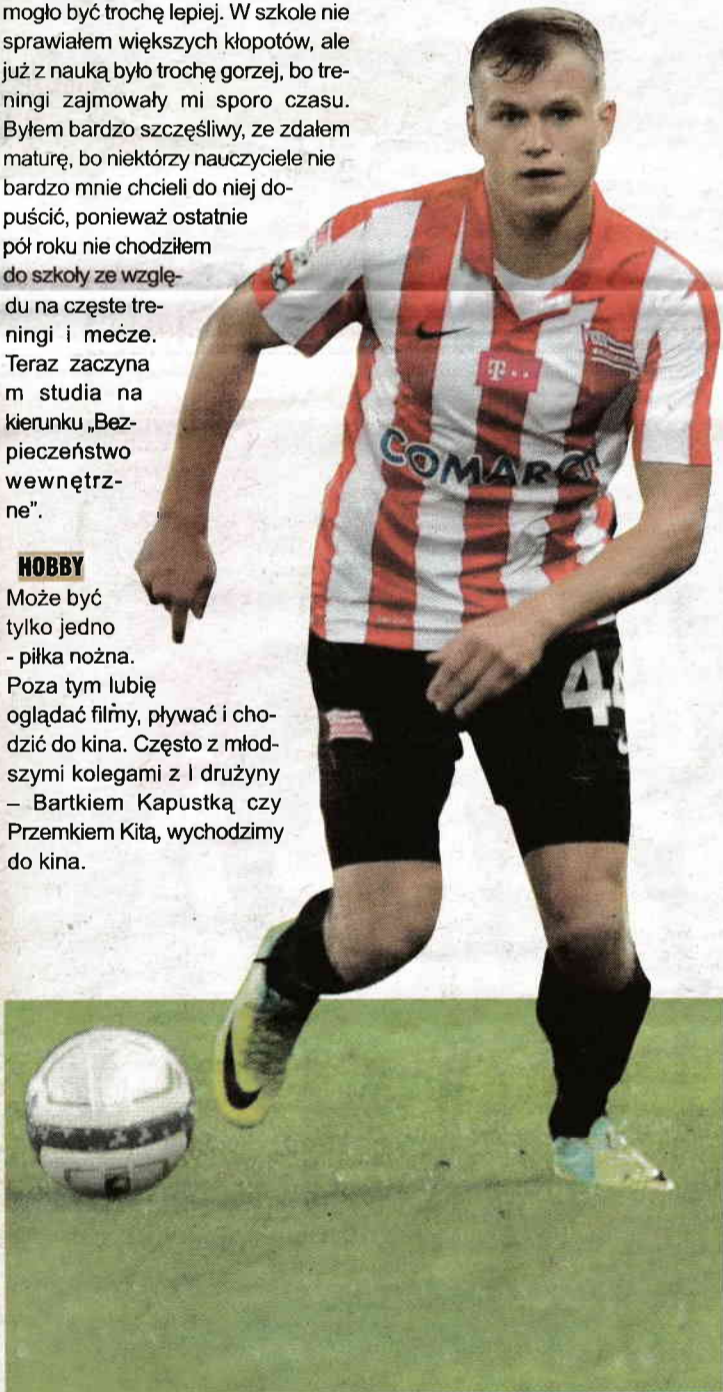 mogło być trochę lepiej. W szkole nie
sprawiałem większych kłopotów, ale
już z nauką było trochę gorzej, bo tre-
ningi zajmowały mi sporo czasu.
Byłem bardzo szczęśliwy, ze zdałem
maturę, bo niektórzy nauczyciele nie
bardzo mnie chcieli do niej do-
puścić, ponieważ ostatnie
pół roku nie chodziłem
do szkoły ze wzglę-
du na częste tre-
ningi i mecze.
Teraz zaczyna
m studia na
kierunku „Bez-
pieczeństwo
wewnętrz-
ne”.
HOBBY
Może być
tylko jedno
- piłka nożna.
Poza tym lubię
oglądać filmy, pływać i cho-
dzić do kina. Często z młod-
szymi kolegami z I drużyny
– Bartkiem Kapustką czy
Przemkiem Kitą, wychodzimy
do kina.
T
COMARCH
44